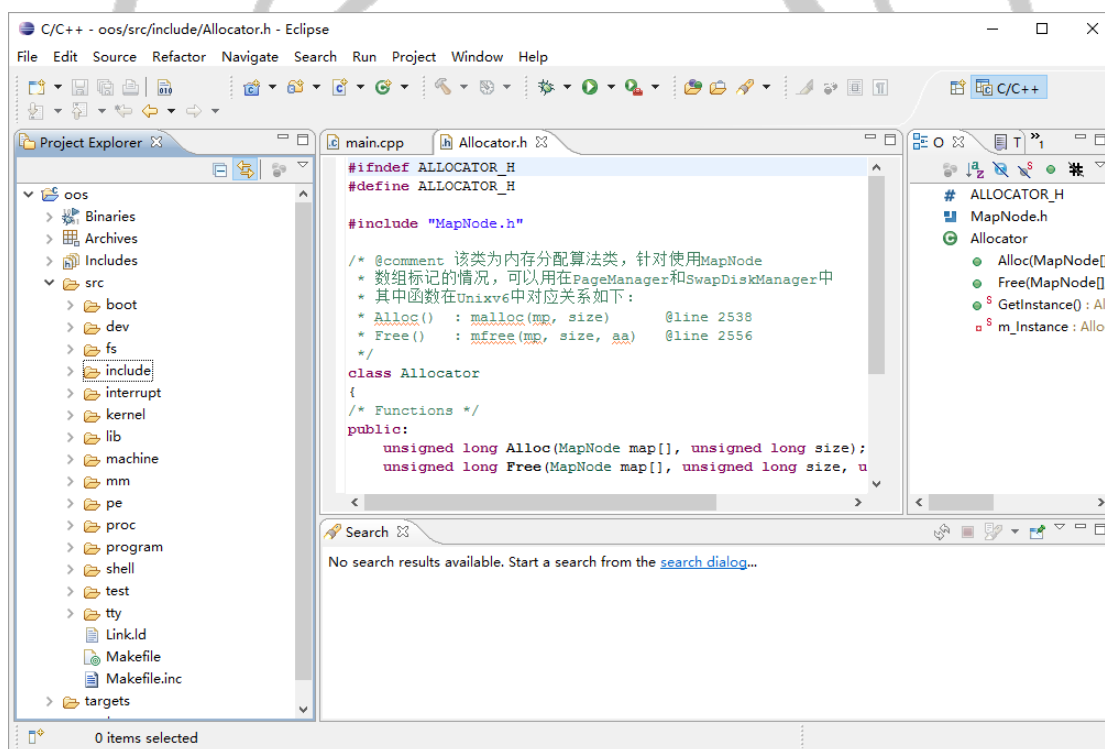 C/C++ - oos/src/include/Allocator.h - Eclipse
File Edit Source Refactor Navigate Search Run Project Window Help
C/C++
Project Explorer
oos
Binaries
Archives
Includes
src
boot
dev
fs
include
interrupt
kernel
lib
machine
mm
pe
proc
program
shell
test
tty
Link.ld
Makefile
Makefile.inc
targets
main.cpp Allocator.h
#ifndef ALLOCATOR_H
#define ALLOCATOR_H
#include "MapNode.h"
/* @comment 该类为内存分配算法类，针对使用MapNode
* 数组标记的情况，可以用在PageManager和SwapDiskManager中
* 其中函数在Unixv6中对应关系如下：
* Alloc() : malloc(mp, size) @line 2538
* Free() : mfree(mp, size, aa) @line 2556
*/
class Allocator
{
/* Functions */
public:
unsigned long Alloc(MapNode map[], unsigned long size);
unsigned long Free(MapNode map[], unsigned long size, u
O T »1
# ALLOCATOR_H
MapNode.h
Allocator
Alloc(MapNode[]
Free(MapNode[]
S GetInstance() : Al
S m_Instance : Allo
Search
No search results available. Start a search from the search dialog...
0 items selected